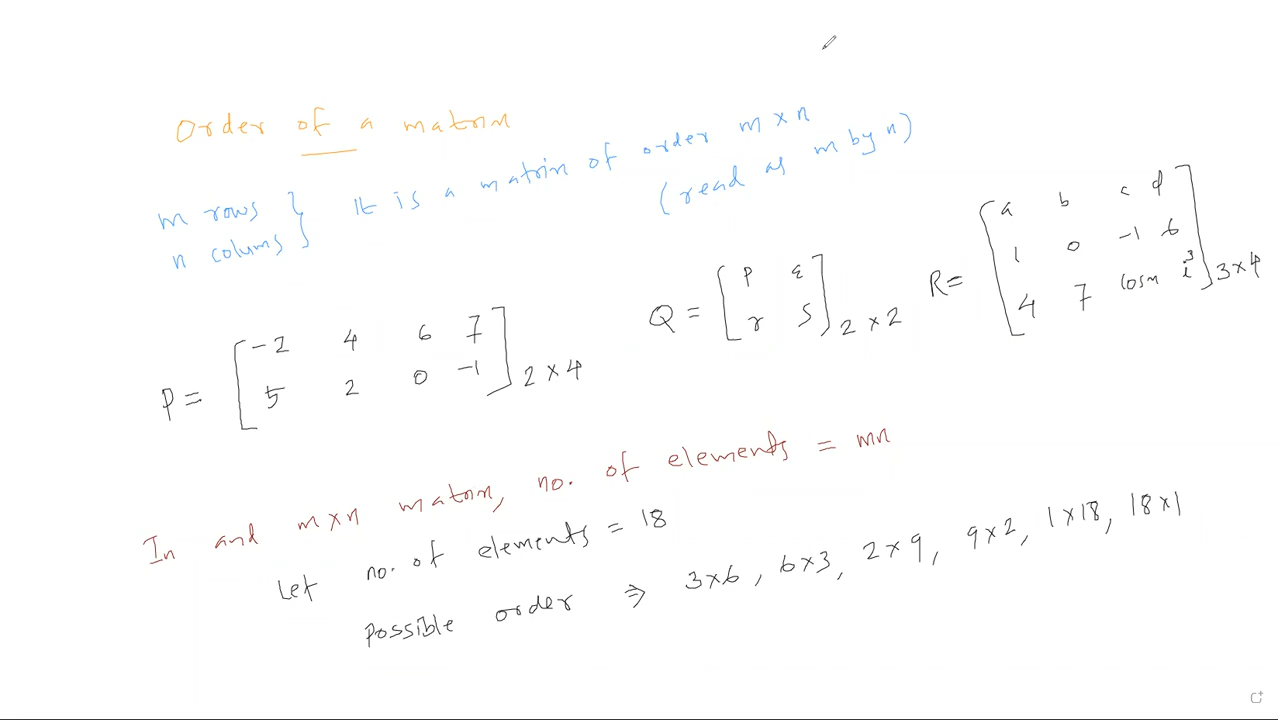 Order of a matrix
m rows } It is a matrix of order m × n
n colums } (read as m by n)
P = [ -2 4 6 7
5 2 0 -1 ] 2 × 4
Q = [ p q
r s ] 2 × 2
R = [ a b c d
1 0 -1 6
4 7 cosx i³ ] 3 × 4
In and m×n matrix, no. of elements = mn
Let no. of elements = 18
possible order ⇒ 3×6, 6×3, 2×9, 9×2, 1×18, 18×1